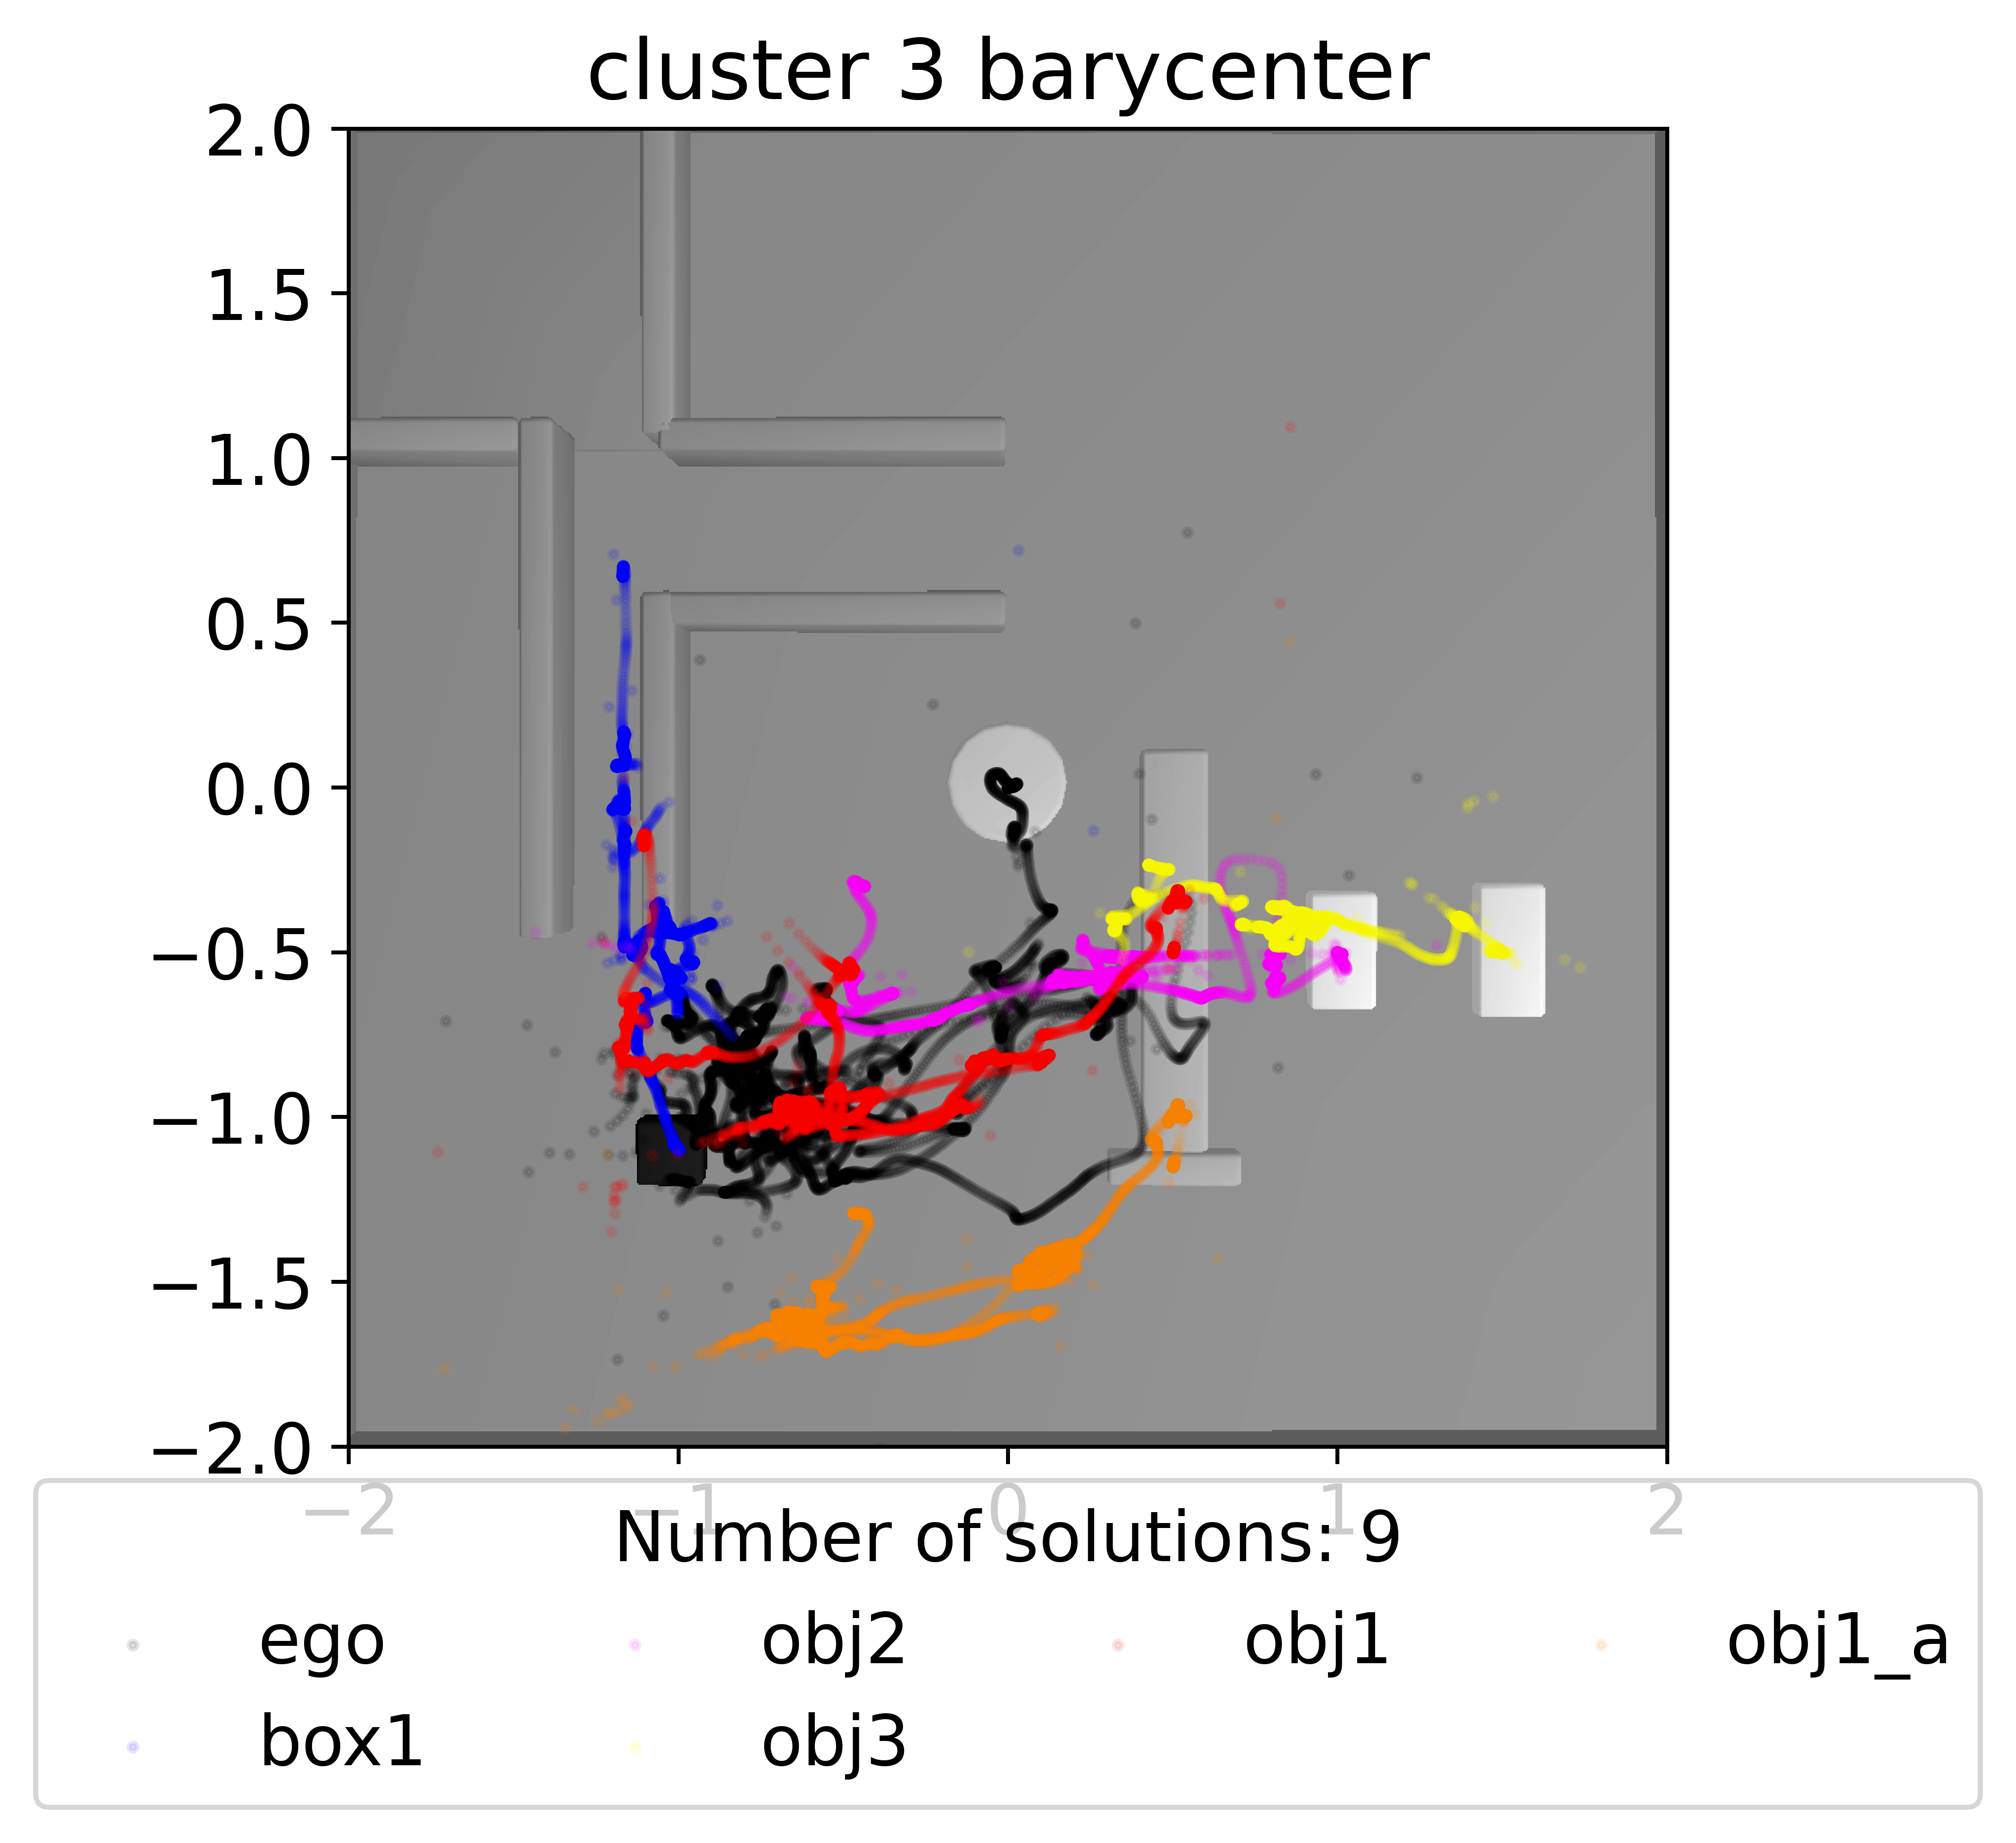 cluster 3 barycenter
2.0
1.5
1.0
0.5
0.0
−0.5
−1.0
−1.5
−2.0
−2 −1 0 1 2
Number of solutions: 9
ego obj2 obj1 obj1_a
box1 obj3